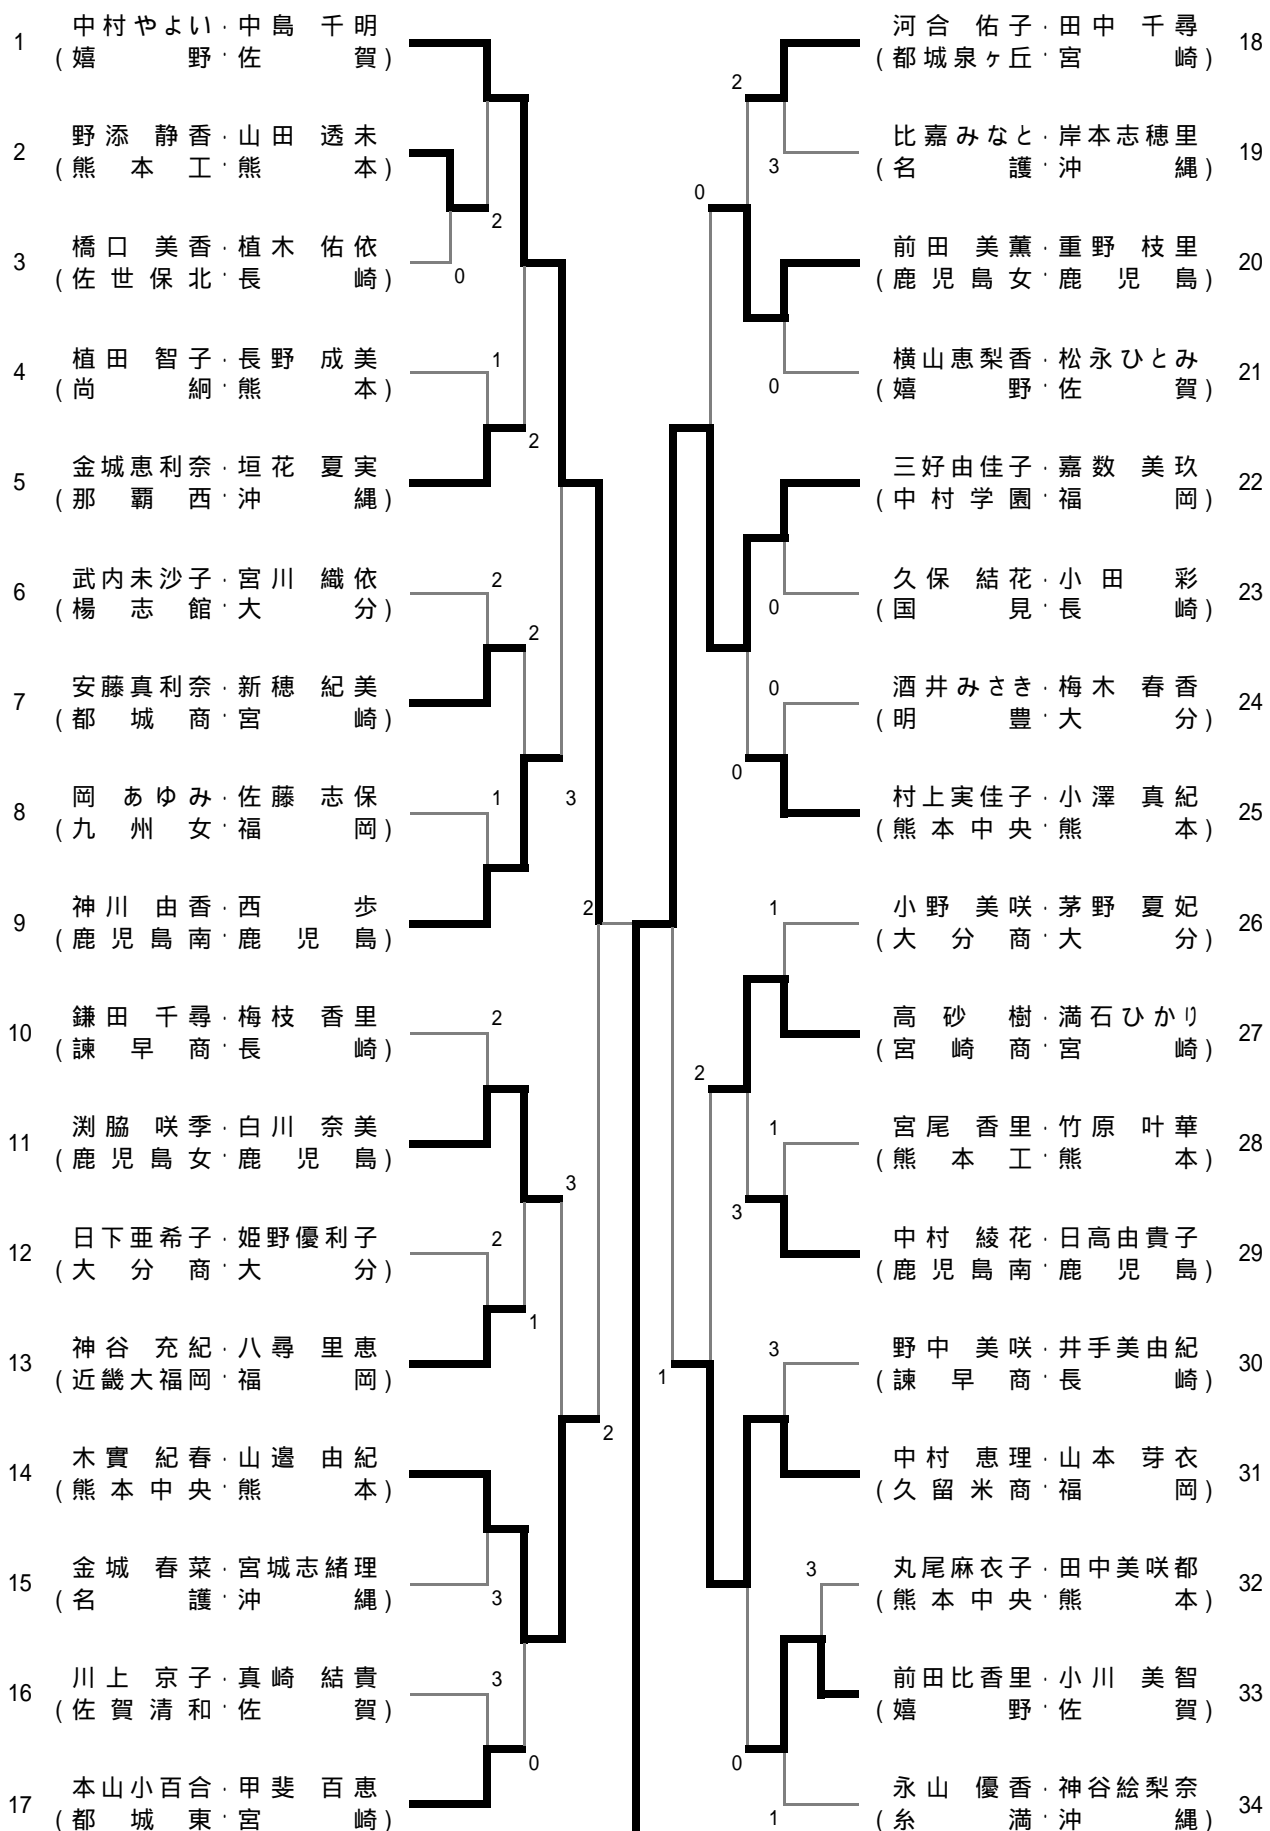 1 中村やよい・中島 千明
(嬉 野・佐 賀)
2 野添 静香・山田 透未
(熊本工・熊 本)
2
3 橋口 美香・植木 佑依
(佐世保北・長 崎)
0
4 植田 智子・長野 成美
(尚 絅・熊 本)
1
2
5 金城恵利奈・垣花 夏実
(那覇西・沖 縄)
6 武内未沙子・宮川 織依
(楊志館・大 分)
2
2
7 安藤真利奈・新穂 紀美
(都城商・宮 崎)
8 岡 あゆみ・佐藤 志保
(九州女・福 岡)
1
3
9 神川 由香・西 歩
(鹿児島南・鹿児島)
2
10 鎌田 千尋・梅枝 香里
(諫早商・長 崎)
2
11 渕脇 咲季・白川 奈美
(鹿児島女・鹿児島)
3
12 日下亜希子・姫野優利子
(大分商・大 分)
2
1
13 神谷 充紀・八尋 里恵
(近畿大福岡・福 岡)
2
14 木實 紀春・山邉 由紀
(熊本中央・熊 本)
15 金城 春菜・宮城志緒理
(名 護・沖 縄)
3
16 川上 京子・真崎 結貴
(佐賀清和・佐 賀)
3
0
17 本山小百合・甲斐 百恵
(都城東・宮 崎)
河合 佑子・田中 千尋 18
(都城泉ヶ丘・宮 崎)
2
比嘉みなと・岸本志穂里 19
(名 護・沖 縄)
3
0
前田 美薫・重野 枝里 20
(鹿児島女・鹿児島)
横山恵梨香・松永ひとみ 21
(嬉 野・佐 賀)
0
三好由佳子・嘉数 美玖 22
(中村学園・福 岡)
久保 結花・小田 彩 23
(国 見・長 崎)
0
酒井みさき・梅木 春香 24
(明 豊・大 分)
0
0
村上実佳子・小澤 真紀 25
(熊本中央・熊 本)
小野 美咲・茅野 夏妃 26
(大分商・大 分)
1
高砂 樹・満石ひかり 27
(宮崎商・宮 崎)
2
宮尾 香里・竹原 叶華 28
(熊本工・熊 本)
1
3
中村 綾花・日高由貴子 29
(鹿児島南・鹿児島)
野中 美咲・井手美由紀 30
(諫早商・長 崎)
3
1
中村 恵理・山本 芽衣 31
(久留米商・福 岡)
丸尾麻衣子・田中美咲都 32
(熊本中央・熊 本)
3
前田比香里・小川 美智 33
(嬉 野・佐 賀)
0
永山 優香・神谷絵梨奈 34
(糸 満・沖 縄)
1